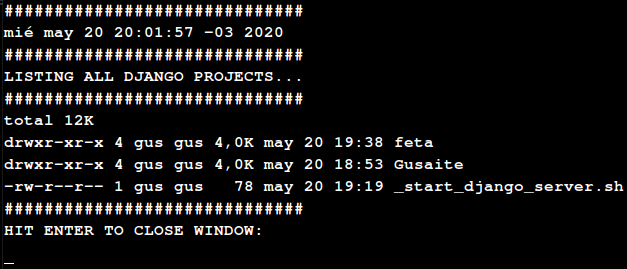 ##############################
mié may 20 20:01:57 -03 2020
##############################
LISTING ALL DJANGO PROJECTS...
##############################
total 12K
drwxr-xr-x 4 gus gus 4,0K may 20 19:38 feta
drwxr-xr-x 4 gus gus 4,0K may 20 18:53 Gusaite
-rw-r--r-- 1 gus gus   78 may 20 19:19 _start_django_server.sh
##############################
HIT ENTER TO CLOSE WINDOW:
_